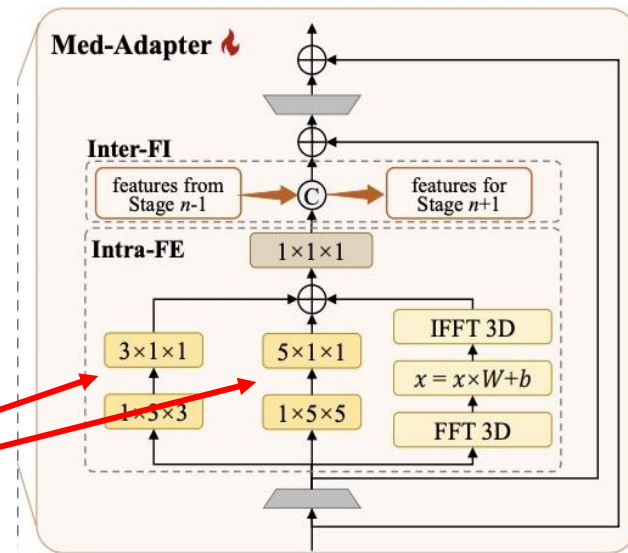 Med-Adapter
Inter-FI
features from
Stage n-1
C
features for
Stage n+1
Intra-FE
1×1×1
3×1×1
5×1×1
IFFT 3D
x = x×W+b
1×3×3
1×5×5
FFT 3D